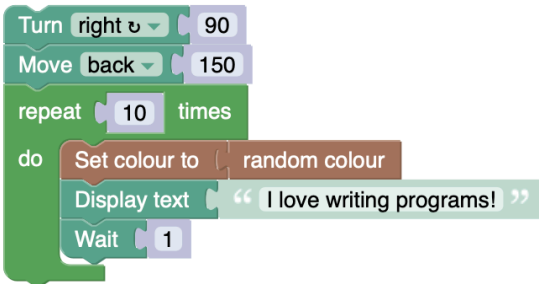 Turn right ↻ 90
Move back 150
repeat 10 times
do Set colour to random colour
Display text “ I love writing programs! ”
Wait 1